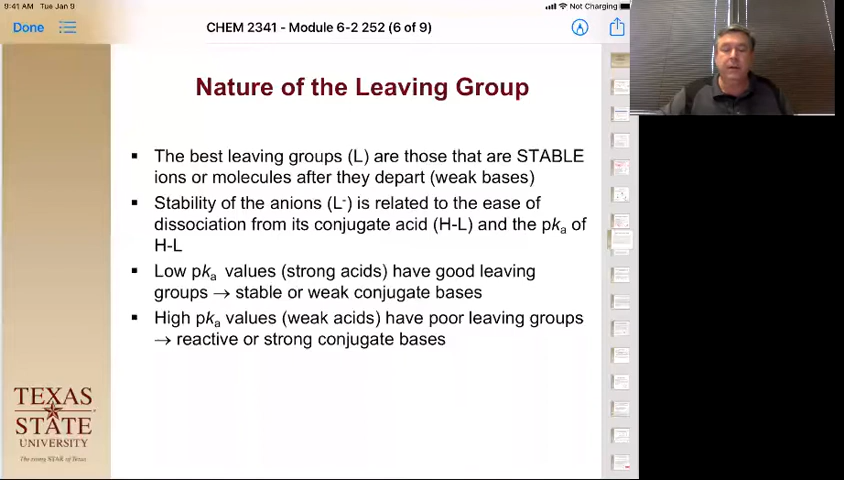 9:41 AM Tue Jan 9
Not Charging
Done
CHEM 2341 - Module 6-2 252 (6 of 9)
Nature of the Leaving Group
▪ The best leaving groups (L) are those that are STABLE
ions or molecules after they depart (weak bases)
▪ Stability of the anions (L⁻) is related to the ease of
dissociation from its conjugate acid (H-L) and the pkₐ of
H-L
▪ Low pkₐ values (strong acids) have good leaving
groups → stable or weak conjugate bases
▪ High pkₐ values (weak acids) have poor leaving groups
→ reactive or strong conjugate bases
TEXAS
STATE
UNIVERSITY
The rising STAR of Texas